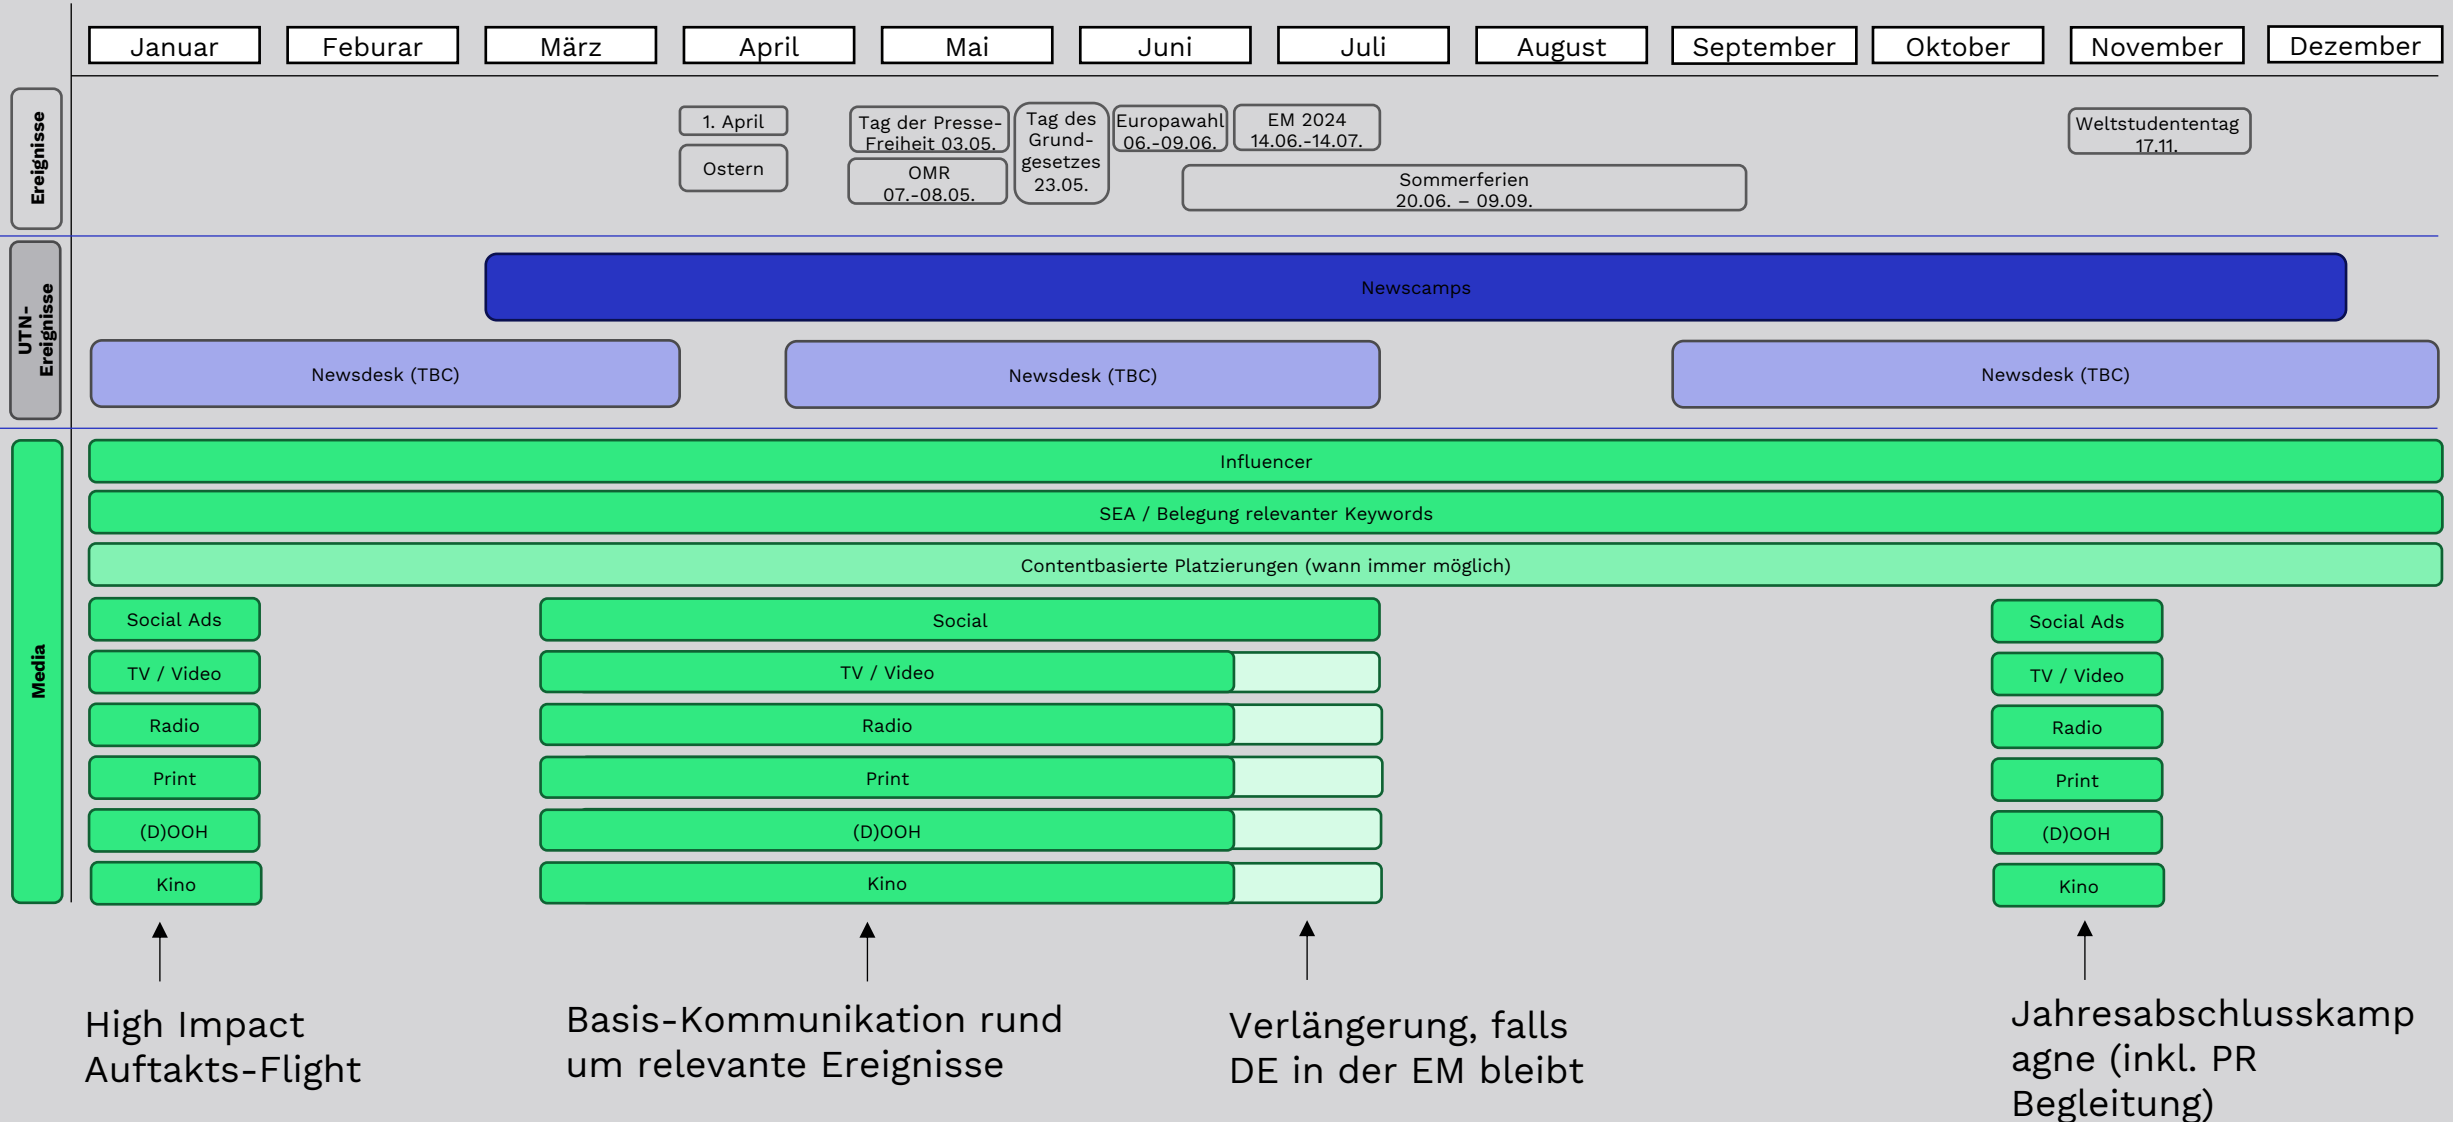 Januar
Feburar
März
April
Mai
Juni
Juli
August
September
Oktober
November
Dezember
Ereignisse
1. April
Ostern
Tag der Presse-
Freiheit 03.05.
OMR
07.-08.05.
Tag des
Grund-
gesetzes
23.05.
Europawahl
06.-09.06.
EM 2024
14.06.-14.07.
Sommerferien
20.06. – 09.09.
Weltstudententag
17.11.
UTN-
Ereignisse
Newscamps
Newsdesk (TBC)
Newsdesk (TBC)
Newsdesk (TBC)
Media
Influencer
SEA / Belegung relevanter Keywords
Contentbasierte Platzierungen (wann immer möglich)
Social Ads
Social
Social Ads
TV / Video
TV / Video
TV / Video
Radio
Radio
Radio
Print
Print
Print
(D)OOH
(D)OOH
(D)OOH
Kino
Kino
Kino
High Impact
Auftakts-Flight
Basis-Kommunikation rund
um relevante Ereignisse
Verlängerung, falls
DE in der EM bleibt
Jahresabschlusskamp
agne (inkl. PR
Begleitung)